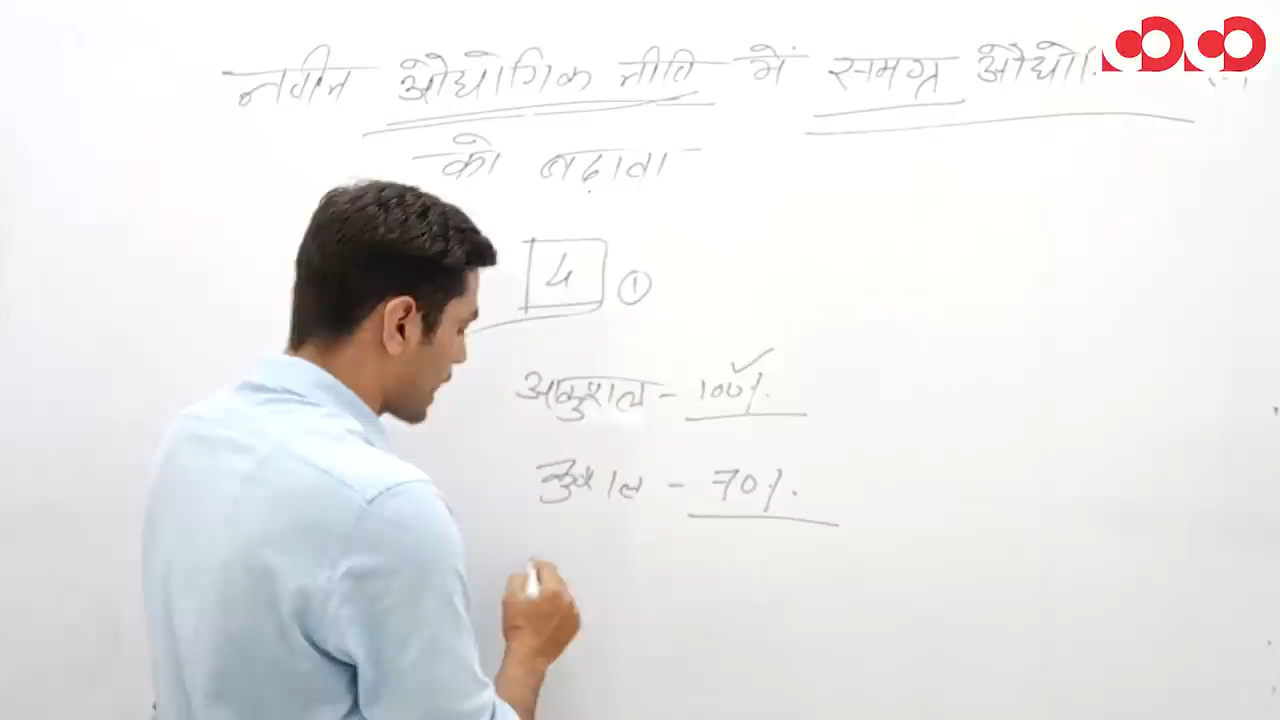 नवीन औद्योगिक नीति में समग्र औद्यो
को बढ़ावा
4 ①
अकुशल - 100%
कुशल - 70%